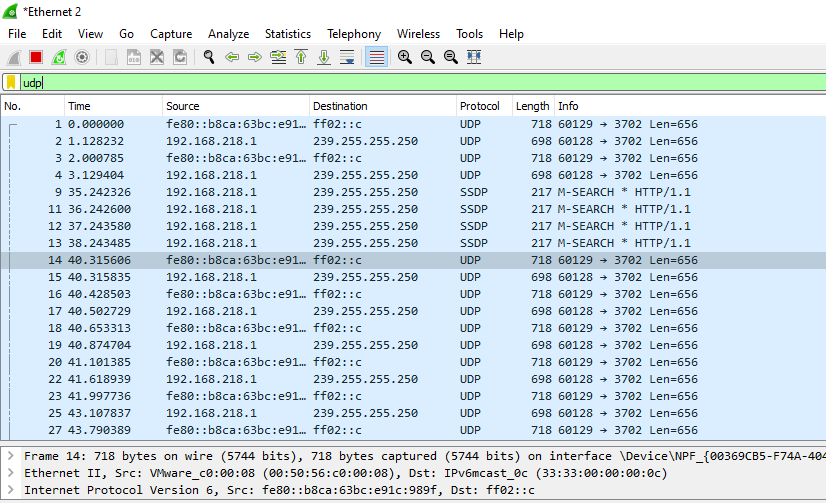 *Ethernet 2
File Edit View Go Capture Analyze Statistics Telephony Wireless Tools Help
udp
No. Time Source Destination Protocol Length Info
1 0.000000 fe80::b8ca:63bc:e91… ff02::c UDP 718 60129 → 3702 Len=656
2 1.128232 192.168.218.1 239.255.255.250 UDP 698 60128 → 3702 Len=656
3 2.000785 fe80::b8ca:63bc:e91… ff02::c UDP 718 60129 → 3702 Len=656
4 3.129404 192.168.218.1 239.255.255.250 UDP 698 60128 → 3702 Len=656
9 35.242326 192.168.218.1 239.255.255.250 SSDP 217 M-SEARCH * HTTP/1.1
11 36.242600 192.168.218.1 239.255.255.250 SSDP 217 M-SEARCH * HTTP/1.1
12 37.243580 192.168.218.1 239.255.255.250 SSDP 217 M-SEARCH * HTTP/1.1
13 38.243485 192.168.218.1 239.255.255.250 SSDP 217 M-SEARCH * HTTP/1.1
14 40.315606 fe80::b8ca:63bc:e91… ff02::c UDP 718 60129 → 3702 Len=656
15 40.315835 192.168.218.1 239.255.255.250 UDP 698 60128 → 3702 Len=656
16 40.428503 fe80::b8ca:63bc:e91… ff02::c UDP 718 60129 → 3702 Len=656
17 40.502729 192.168.218.1 239.255.255.250 UDP 698 60128 → 3702 Len=656
18 40.653313 fe80::b8ca:63bc:e91… ff02::c UDP 718 60129 → 3702 Len=656
19 40.874704 192.168.218.1 239.255.255.250 UDP 698 60128 → 3702 Len=656
20 41.101385 fe80::b8ca:63bc:e91… ff02::c UDP 718 60129 → 3702 Len=656
22 41.618939 192.168.218.1 239.255.255.250 UDP 698 60128 → 3702 Len=656
23 41.997736 fe80::b8ca:63bc:e91… ff02::c UDP 718 60129 → 3702 Len=656
25 43.107837 192.168.218.1 239.255.255.250 UDP 698 60128 → 3702 Len=656
27 43.790389 fe80::b8ca:63bc:e91… ff02::c UDP 718 60129 → 3702 Len=656
Frame 14: 718 bytes on wire (5744 bits), 718 bytes captured (5744 bits) on interface \Device\NPF_{00369CB5-F74A-404
Ethernet II, Src: VMware_c0:00:08 (00:50:56:c0:00:08), Dst: IPv6mcast_0c (33:33:00:00:00:0c)
Internet Protocol Version 6, Src: fe80::b8ca:63bc:e91c:989f, Dst: ff02::c